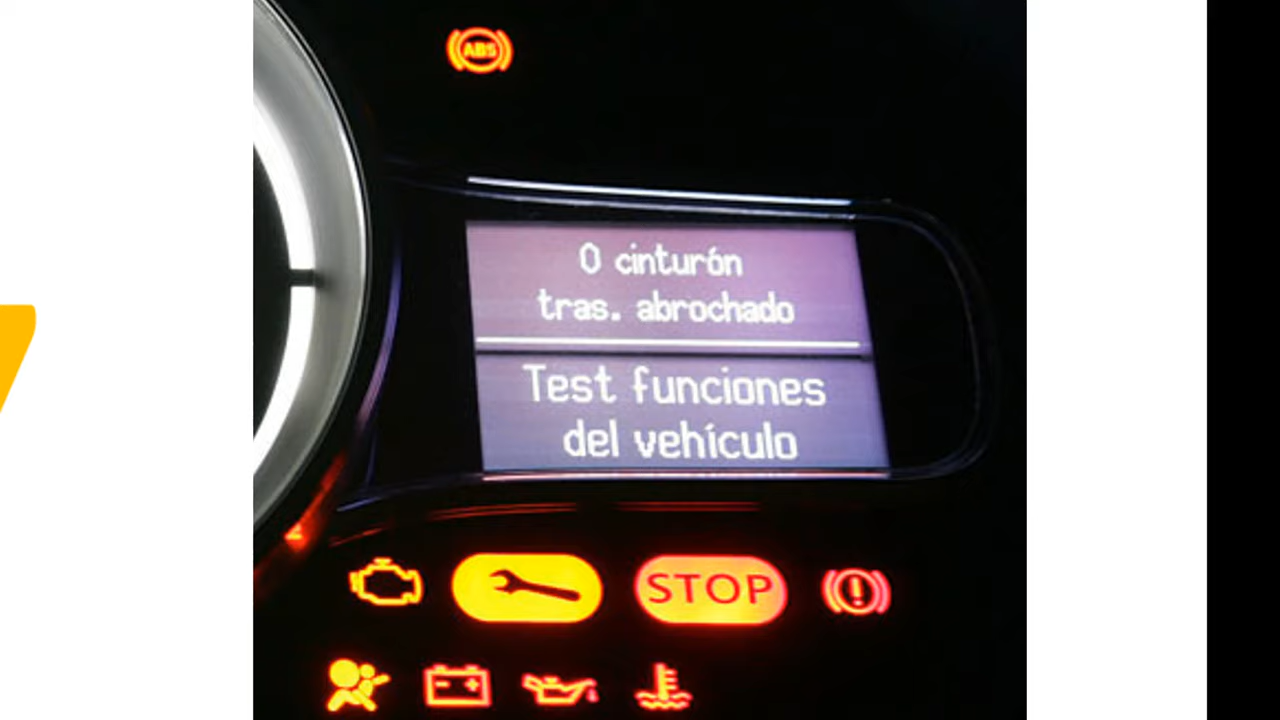 ABS
0 cinturón
tras. abrochado
Test funciones
del vehículo
STOP